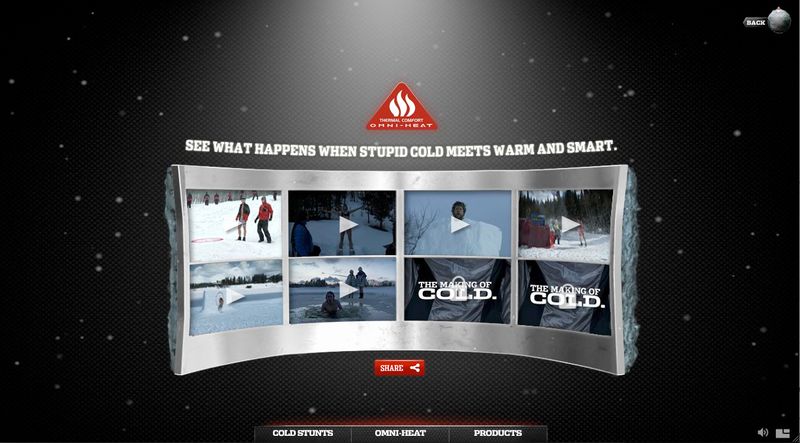 BACK
THERMAL COMFORT
OMNI-HEAT
SEE WHAT HAPPENS WHEN STUPID COLD MEETS WARM AND SMART.
THE MAKING OF
COLD.
THE MAKING OF
COLD.
SHARE
COLD STUNTS OMNI-HEAT PRODUCTS